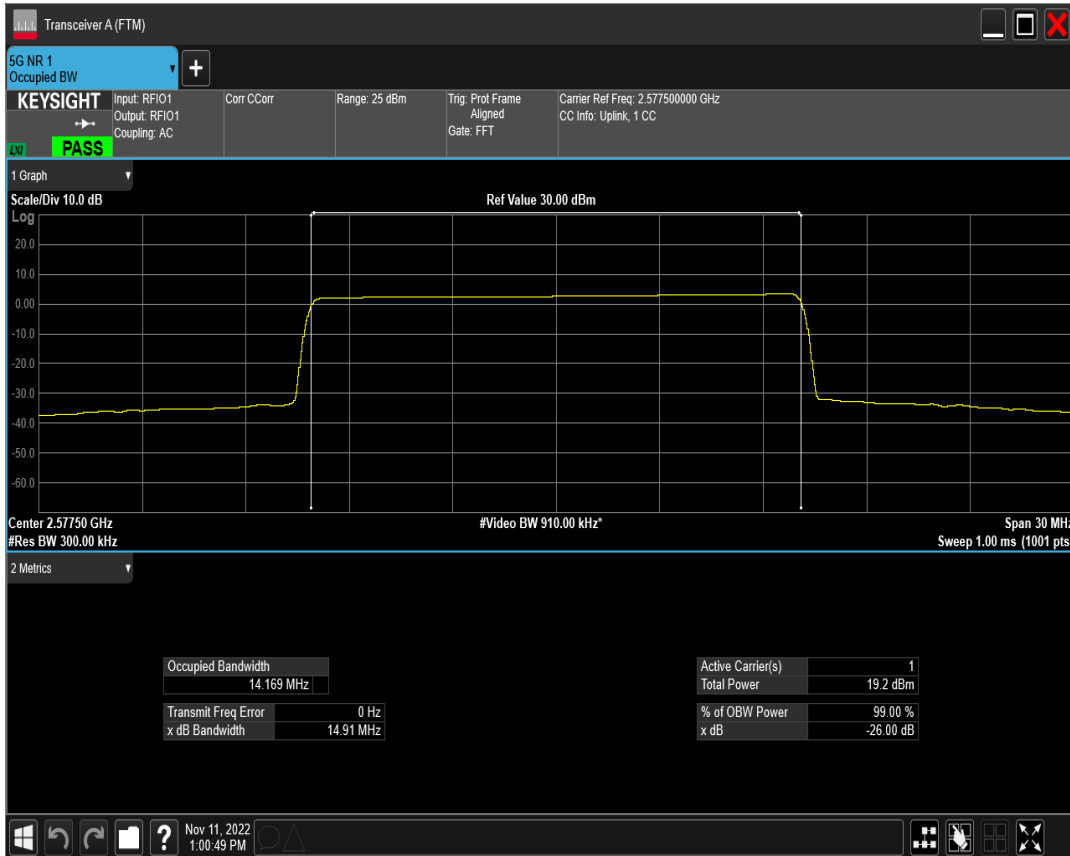 Transceiver A (FTM)
5G NR 1
Occupied BW
+
KEYSIGHT
LXI
PASS
Input: RFIO1
Output: RFIO1
Coupling: AC
Corr CCorr
Range: 25 dBm
Trig: Prot Frame
Aligned
Gate: FFT
Carrier Ref Freq: 2.577500000 GHz
CC Info: Uplink, 1 CC
1 Graph
Scale/Div 10.0 dB
Ref Value 30.00 dBm
Log
20.0
10.0
0.00
-10.0
-20.0
-30.0
-40.0
-50.0
-60.0
Center 2.57750 GHz
#Video BW 910.00 kHz*
Span 30 MHz
#Res BW 300.00 kHz
Sweep 1.00 ms (1001 pts
2 Metrics
Occupied Bandwidth
14.169 MHz
Transmit Freq Error 0 Hz
x dB Bandwidth 14.91 MHz
Active Carrier(s) 1
Total Power 19.2 dBm
% of OBW Power 99.00 %
x dB -26.00 dB
?
Nov 11, 2022
1:00:49 PM